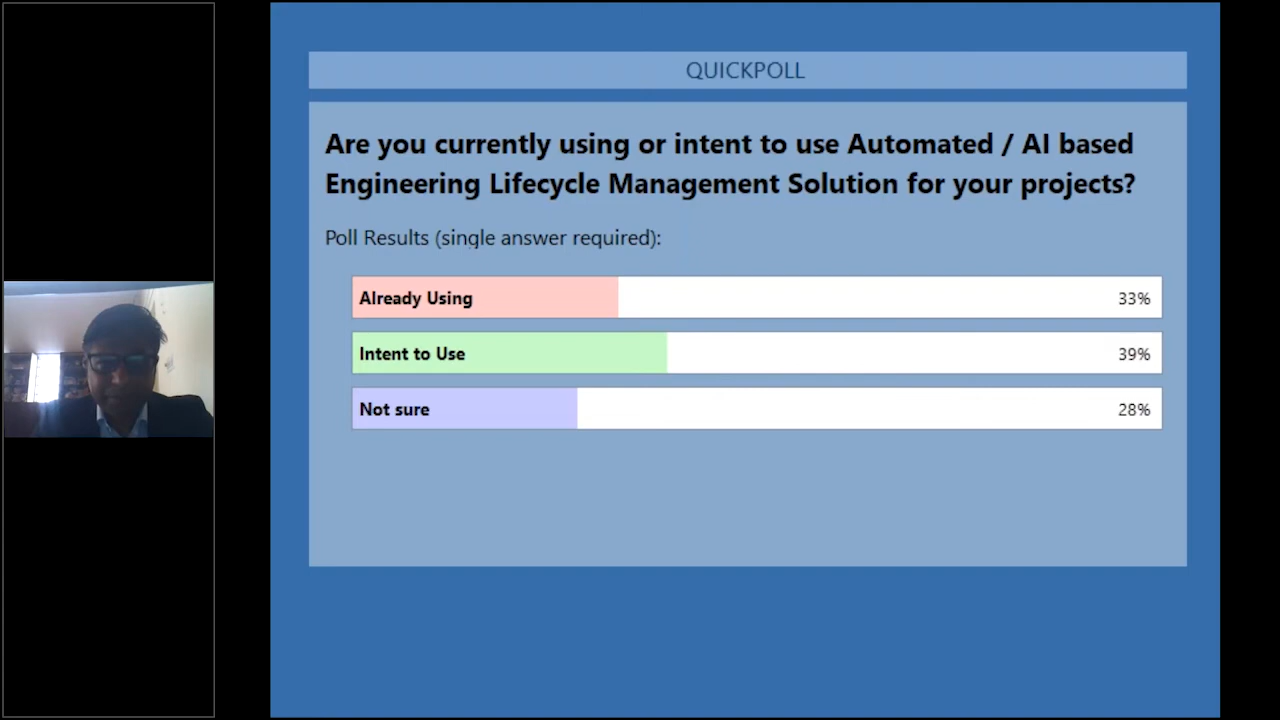 QUICKPOLL
Are you currently using or intent to use Automated / AI based
Engineering Lifecycle Management Solution for your projects?
Poll Results (single answer required):
Already Using 33%
Intent to Use 39%
Not sure 28%